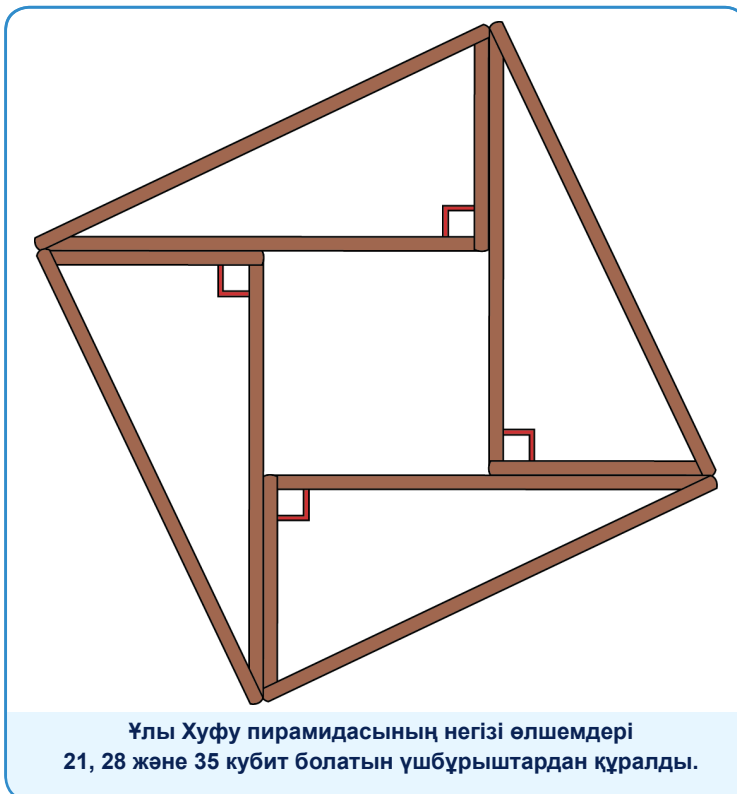 Ұлы Хуфу пирамидасының негізі өлшемдері
21, 28 және 35 кубит болатын үшбұрыштардан құралды.